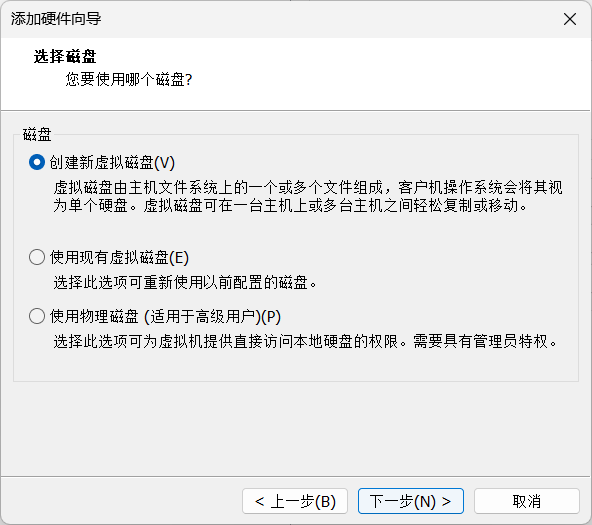 添加硬件向导
选择磁盘
您要使用哪个磁盘?
磁盘
创建新虚拟磁盘(V)
虚拟磁盘由主机文件系统上的一个或多个文件组成，客户机操作系统会将其视
为单个硬盘。虚拟磁盘可在一台主机上或多台主机之间轻松复制或移动。
使用现有虚拟磁盘(E)
选择此选项可重新使用以前配置的磁盘。
使用物理磁盘 (适用于高级用户)(P)
选择此选项可为虚拟机提供直接访问本地硬盘的权限。需要具有管理员特权。
< 上一步(B)
下一步(N) >
取消